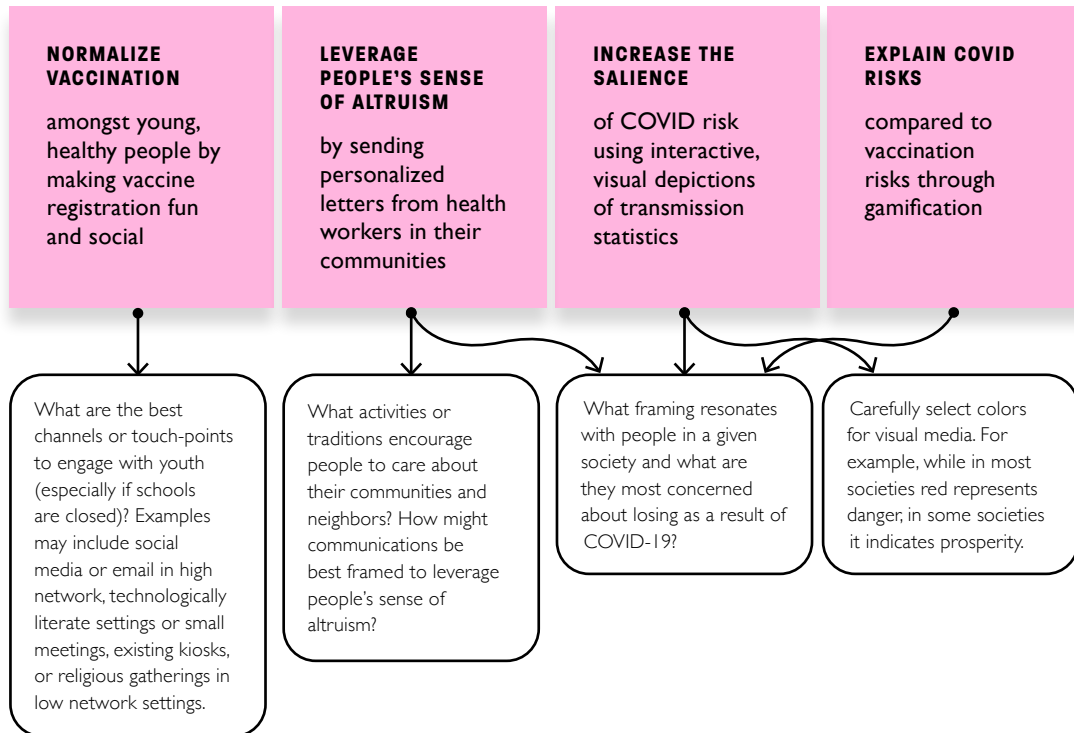 NORMALIZE
VACCINATION
amongst young,
healthy people by
making vaccine
registration fun
and social
LEVERAGE
PEOPLE'S SENSE
OF ALTRUISM
by sending
personalized
letters from health
workers in their
communities
INCREASE THE
SALIENCE
of COVID risk
using interactive,
visual depictions
of transmission
statistics
EXPLAIN COVID
RISKS
compared to
vaccination
risks through
gamification
What are the best
channels or touch-points
to engage with youth
(especially if schools
are closed)? Examples
may include social
media or email in high
network, technologically
literate settings or small
meetings, existing kiosks,
or religious gatherings in
low network settings.
What activities or
traditions encourage
people to care about
their communities and
neighbors? How might
communications be
best framed to leverage
people's sense of
altruism?
What framing resonates
with people in a given
society and what are
they most concerned
about losing as a result of
COVID-19?
Carefully select colors
for visual media. For
example, while in most
societies red represents
danger, in some societies
it indicates prosperity.